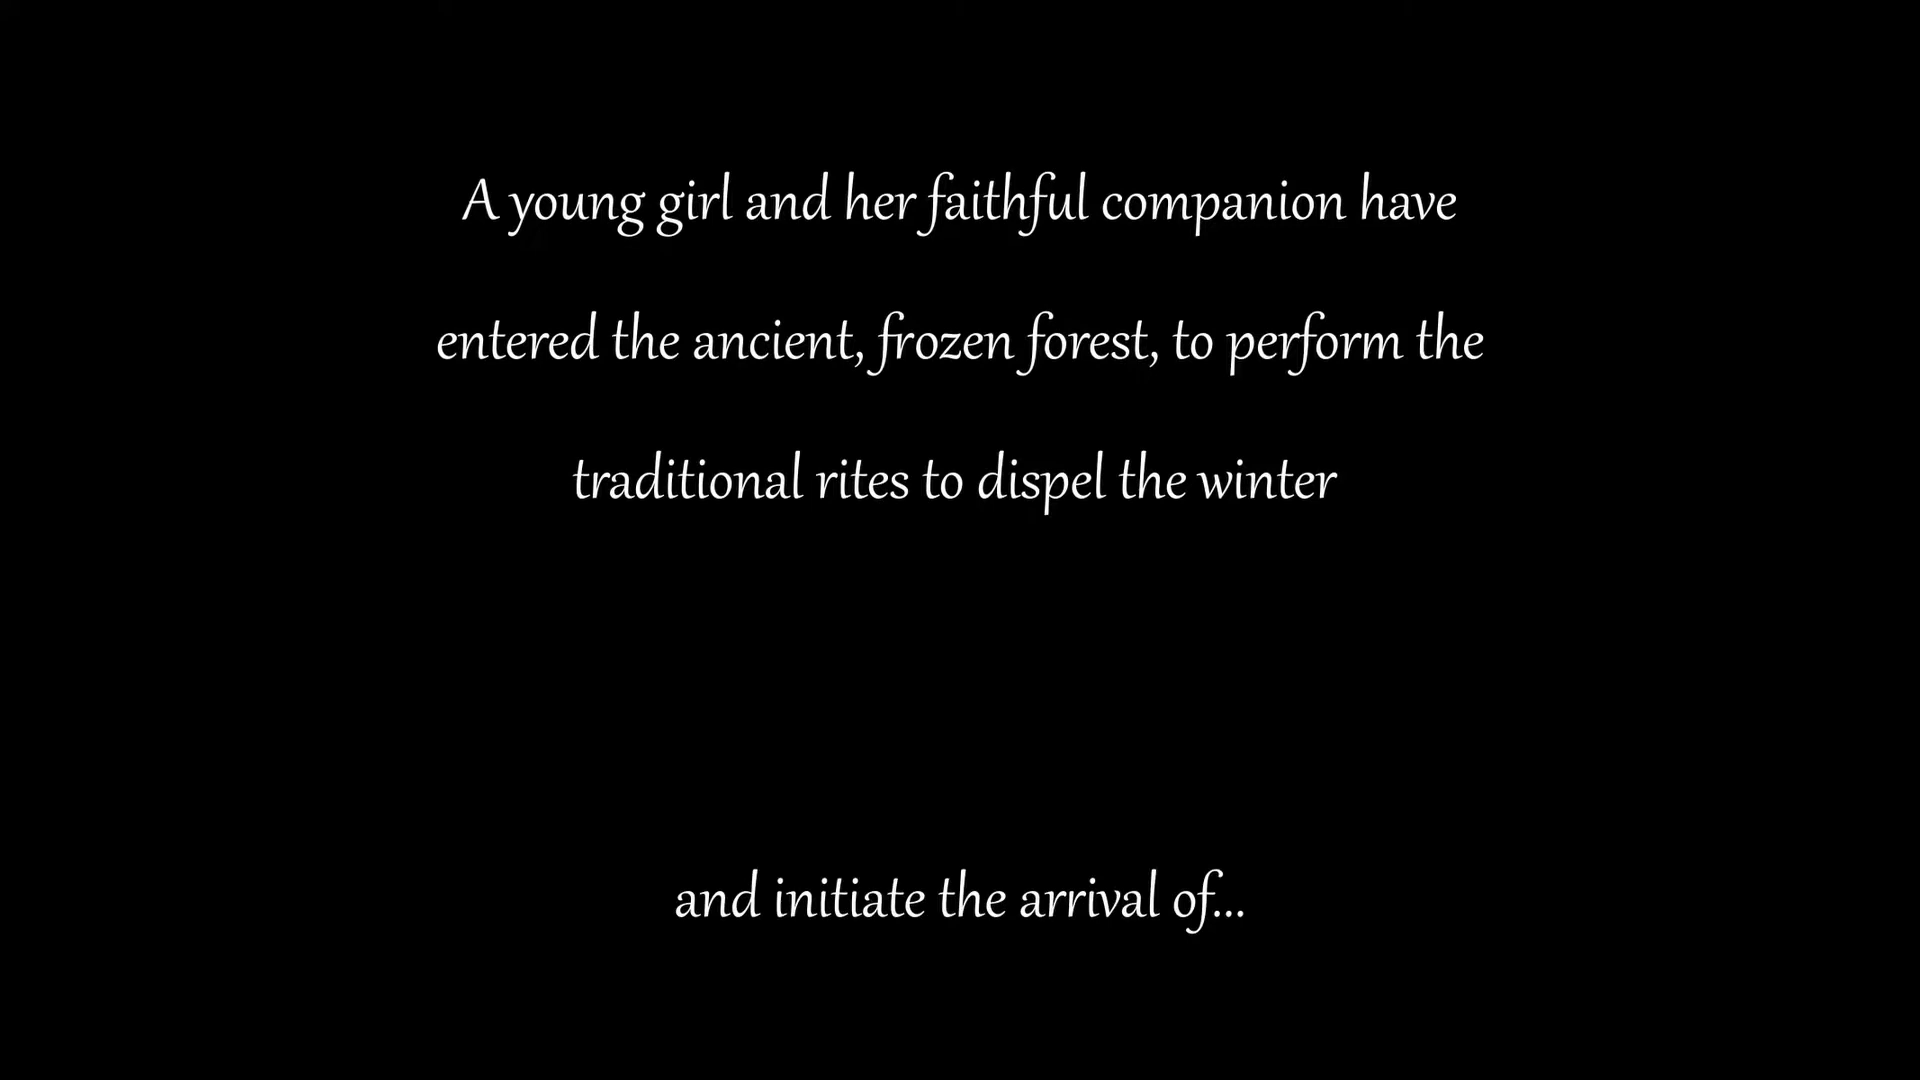 A young girl and her faithful companion have
entered the ancient, frozen forest, to perform the
traditional rites to dispel the winter
and initiate the arrival of...